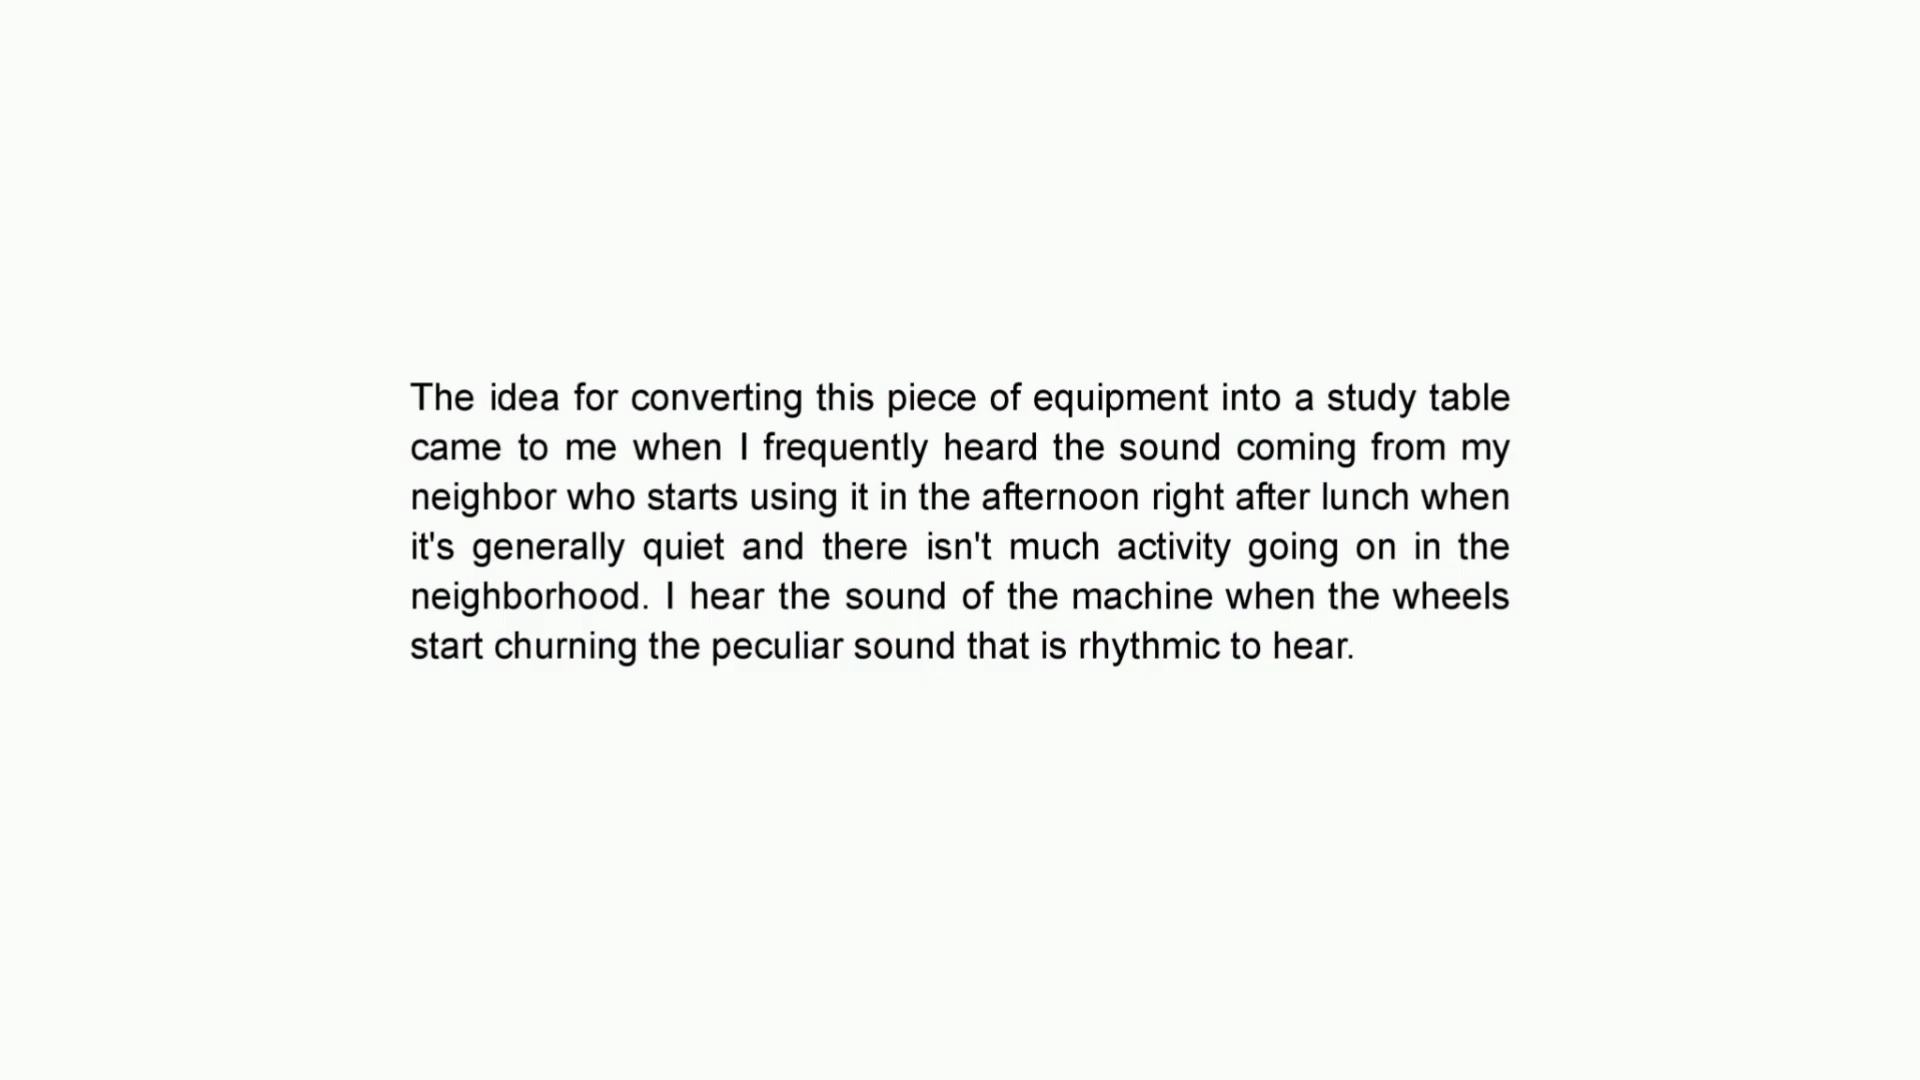 The idea for converting this piece of equipment into a study table
came to me when I frequently heard the sound coming from my
neighbor who starts using it in the afternoon right after lunch when
it's generally quiet and there isn't much activity going on in the
neighborhood. I hear the sound of the machine when the wheels
start churning the peculiar sound that is rhythmic to hear.